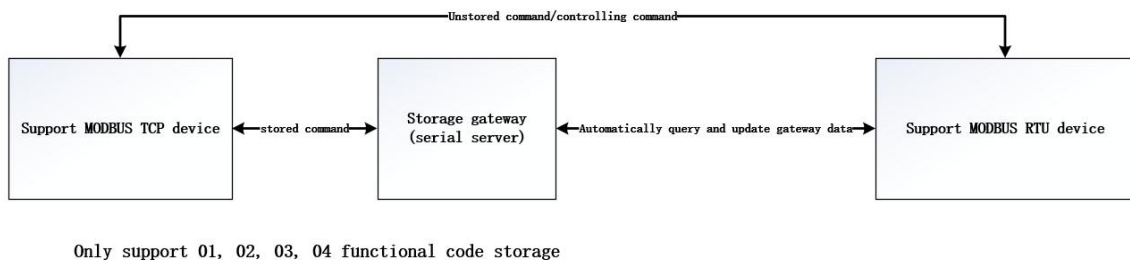 Unstored command/controlling command
Support MODBUS TCP device
stored command
Storage gateway
(serial server)
Automatically query and update gateway data
Support MODBUS RTU device
Only support 01, 02, 03, 04 functional code storage